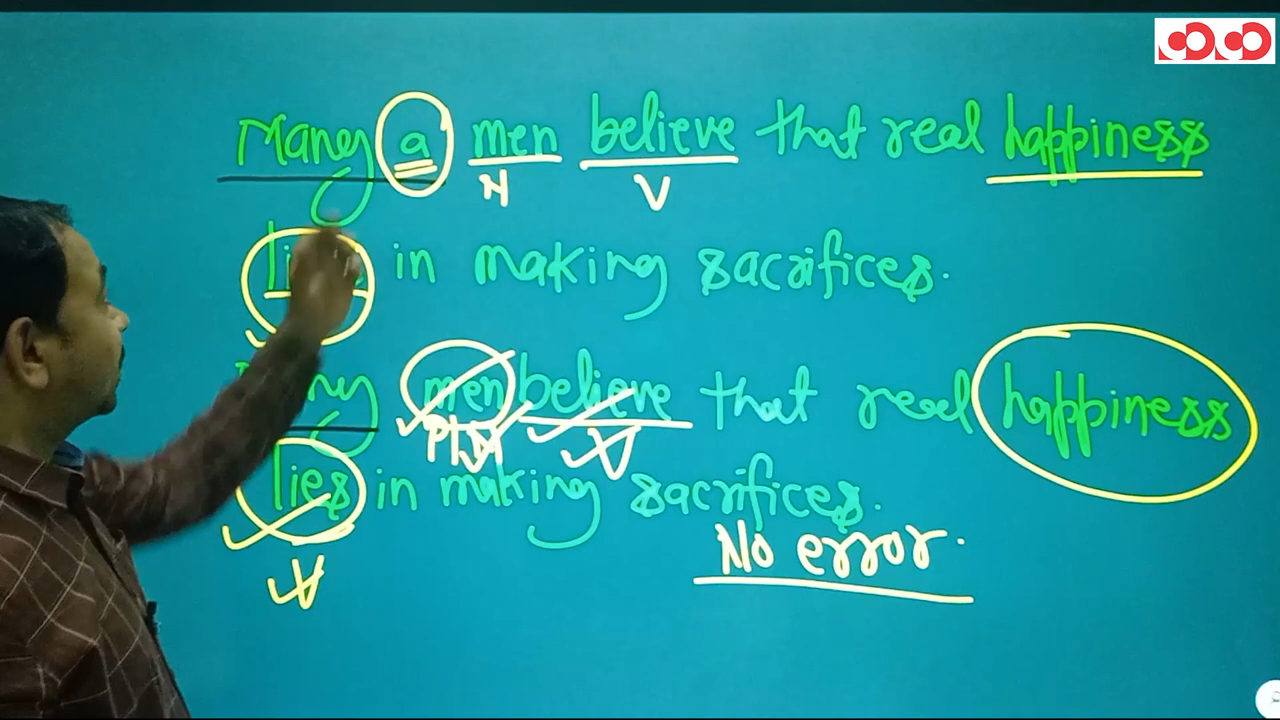 Many a men believe that real happiness
N V
in making sacrifices.
men believe that real happiness
PLN V
lies in making sacrifices.
V
No error.